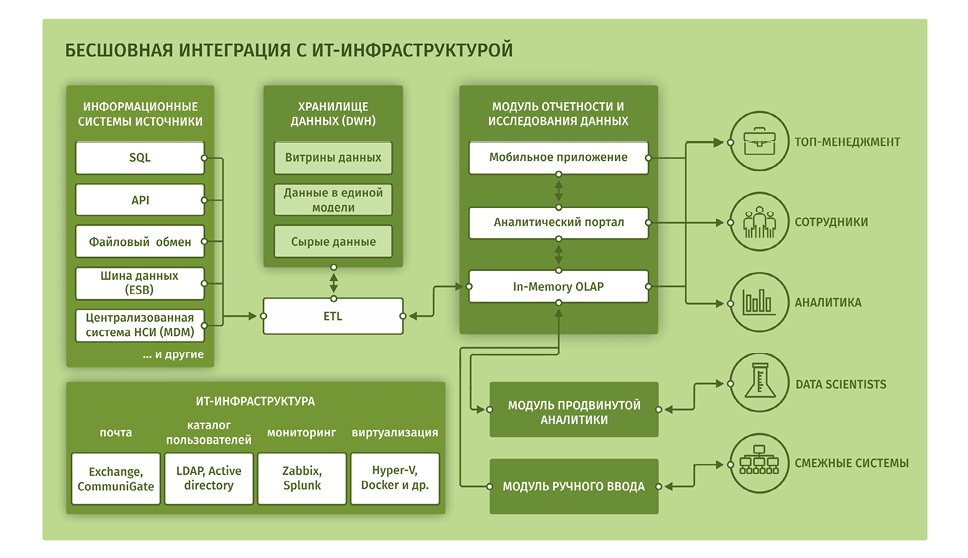 БЕСШОВНАЯ ИНТЕГРАЦИЯ С ИТ-ИНФРАСТРУКТУРОЙ
ИНФОРМАЦИОННЫЕ
СИСТЕМЫ ИСТОЧНИКИ
SQL
API
Файловый обмен
Шина данных
(ESB)
Централизованная
система НСИ (MDM)
... и другие
ХРАНИЛИЩЕ
ДАННЫХ (DWH)
Витрины данных
Данные в единой
модели
Сырые данные
ETL
МОДУЛЬ ОТЧЕТНОСТИ И
ИССЛЕДОВАНИЯ ДАННЫХ
Мобильное приложение
Аналитический портал
In-Memory OLAP
МОДУЛЬ ПРОДВИНУТОЙ
АНАЛИТИКИ
МОДУЛЬ РУЧНОГО ВВОДА
ТОП-МЕНЕДЖМЕНТ
СОТРУДНИКИ
АНАЛИТИКА
DATA SCIENTISTS
СМЕЖНЫЕ СИСТЕМЫ
ИТ-ИНФРАСТРУКТУРА
почта
Exchange,
CommuniGate
каталог
пользователей
LDAP, Active
directory
мониторинг
Zabbix,
Splunk
виртуализация
Hyper-V,
Docker и др.